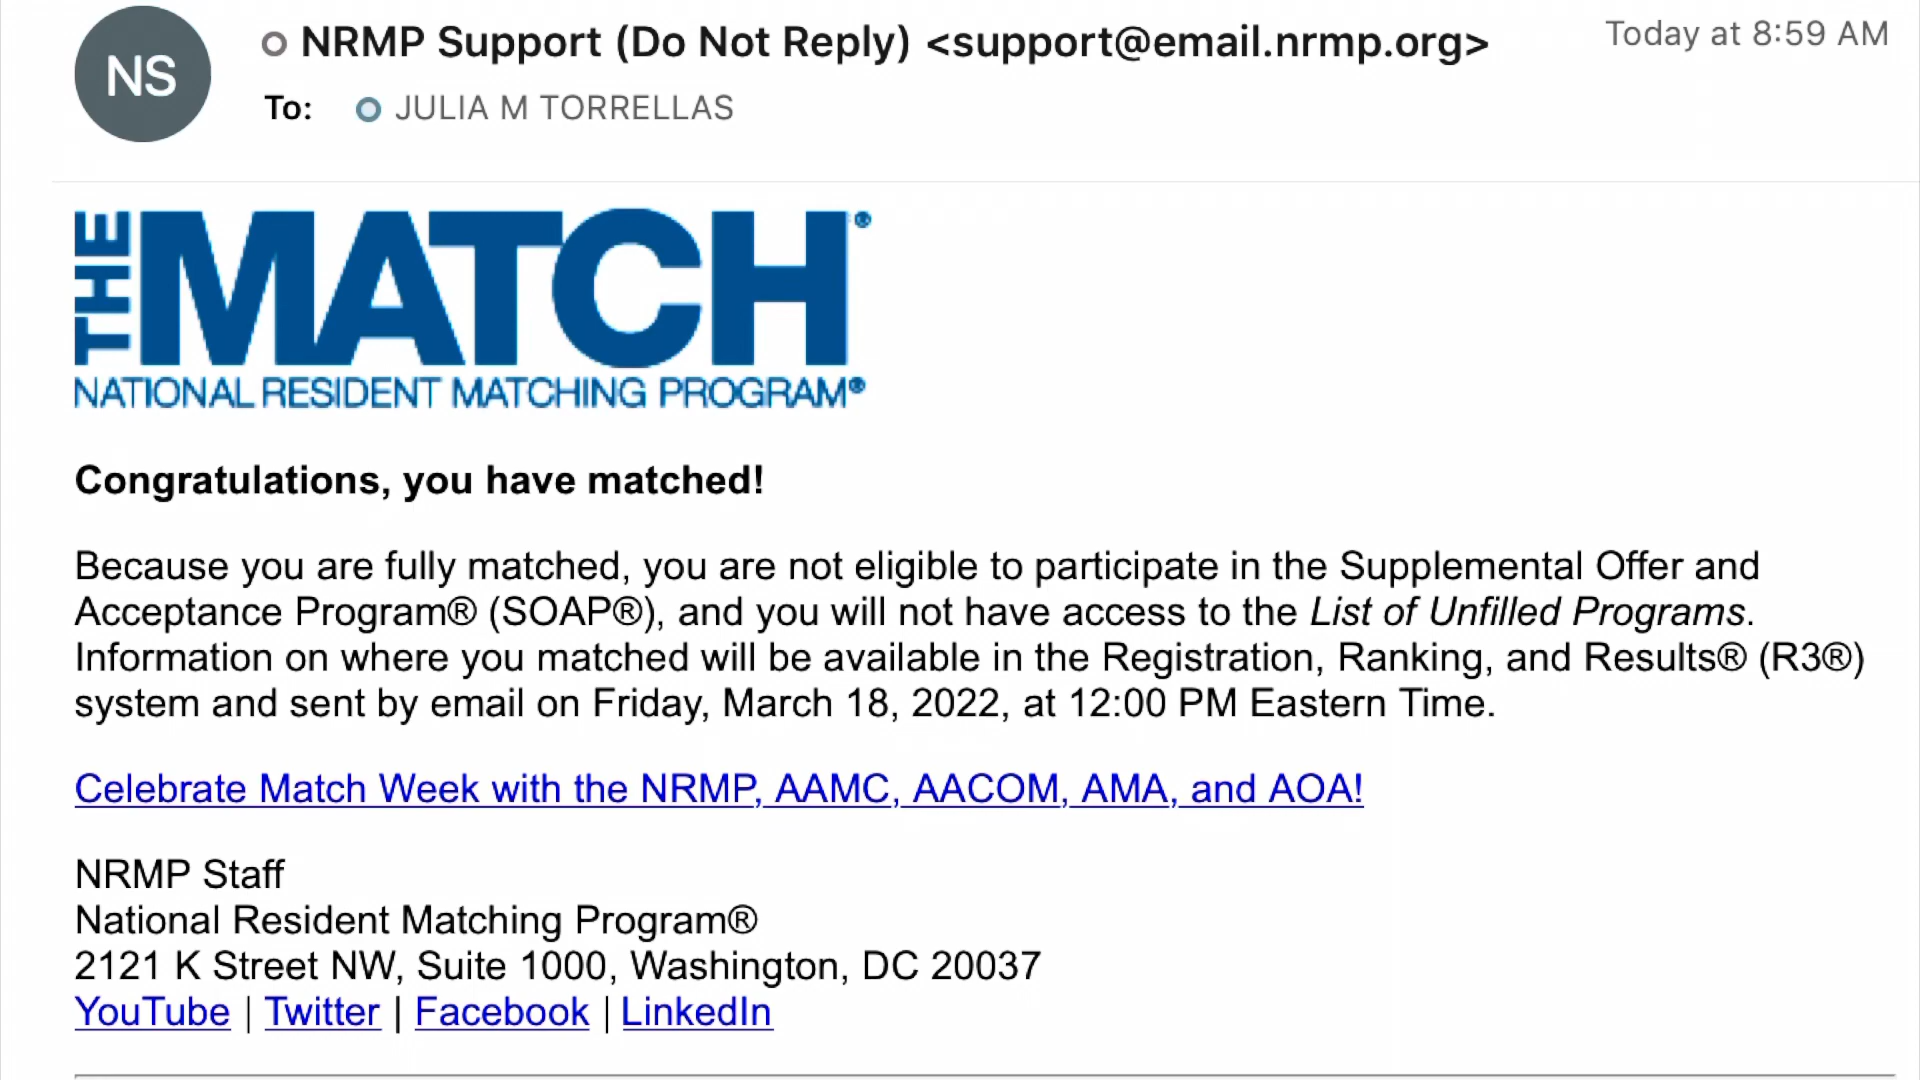 NS
NRMP Support (Do Not Reply) <support@email.nrmp.org>
Today at 8:59 AM
To: JULIA M TORRELLAS
THE MATCH®
NATIONAL RESIDENT MATCHING PROGRAM®
Congratulations, you have matched!
Because you are fully matched, you are not eligible to participate in the Supplemental Offer and
Acceptance Program® (SOAP®), and you will not have access to the List of Unfilled Programs.
Information on where you matched will be available in the Registration, Ranking, and Results® (R3®)
system and sent by email on Friday, March 18, 2022, at 12:00 PM Eastern Time.
Celebrate Match Week with the NRMP, AAMC, AACOM, AMA, and AOA!
NRMP Staff
National Resident Matching Program®
2121 K Street NW, Suite 1000, Washington, DC 20037
YouTube | Twitter | Facebook | LinkedIn